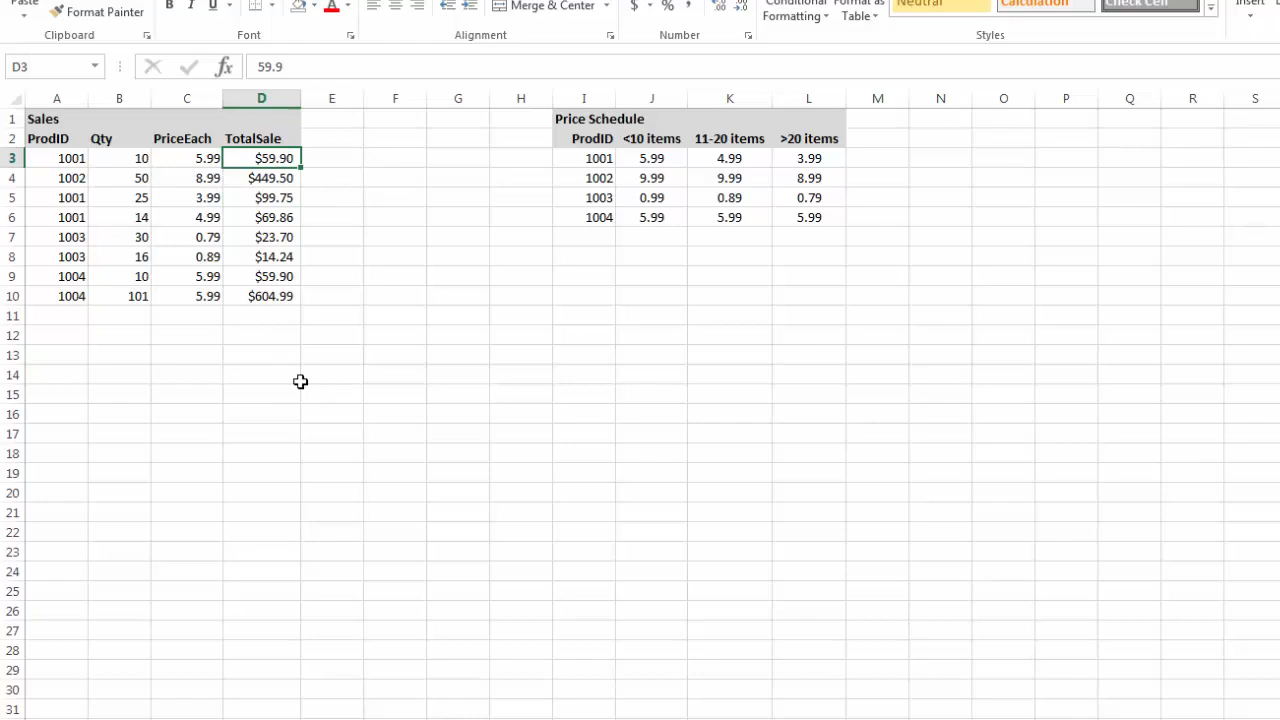 Paste Format Painter B I U A Merge & Center $ % , Conditional Format as Neutral Calculation Check Cell Insert
Formatting Table
Clipboard Font Alignment Number Styles
D3 fx 59.9
A B C D E F G H I J K L M N O P Q R S
1 Sales Price Schedule
2 ProdID Qty PriceEach TotalSale ProdID <10 items 11-20 items >20 items
3 1001 10 5.99 $59.90 1001 5.99 4.99 3.99
4 1002 50 8.99 $449.50 1002 9.99 9.99 8.99
5 1001 25 3.99 $99.75 1003 0.99 0.89 0.79
6 1001 14 4.99 $69.86 1004 5.99 5.99 5.99
7 1003 30 0.79 $23.70
8 1003 16 0.89 $14.24
9 1004 10 5.99 $59.90
10 1004 101 5.99 $604.99
11
12
13
14
15
16
17
18
19
20
21
22
23
24
25
26
27
28
29
30
31